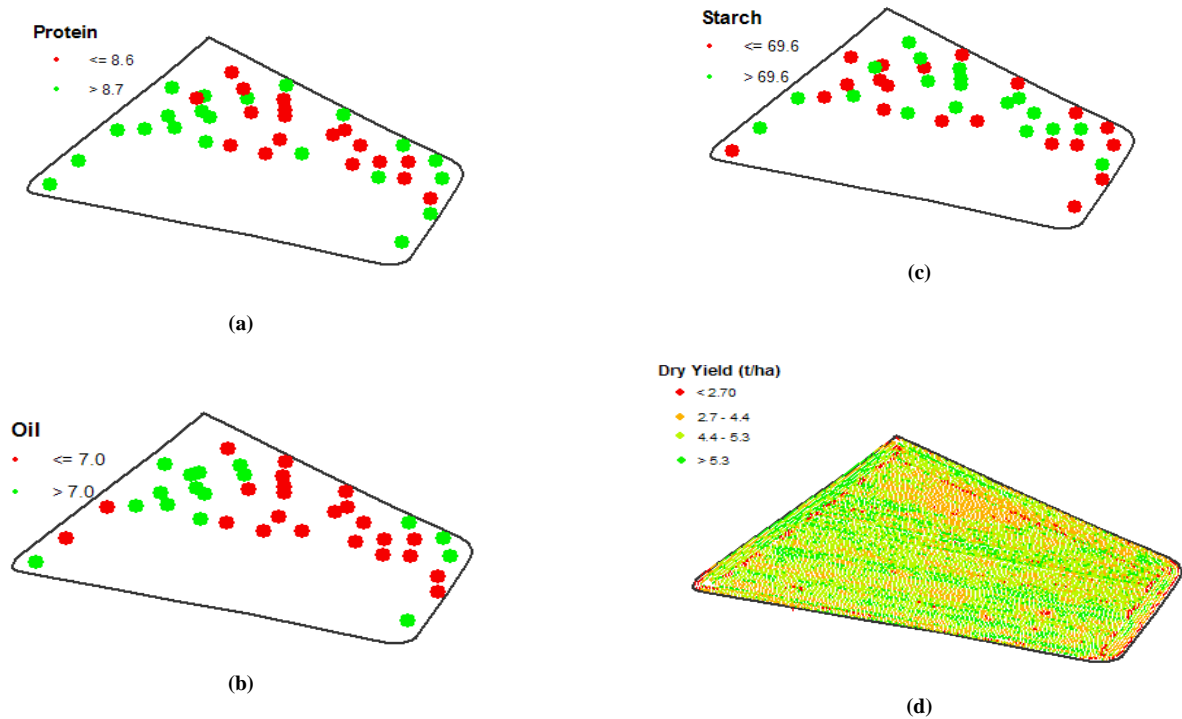 Protein
<= 8.6
> 8.7
(a)
Oil
<= 7.0
> 7.0
(b)
Starch
<= 69.6
> 69.6
(c)
Dry Yield (t/ha)
< 2.70
2.7 - 4.4
4.4 - 5.3
> 5.3
(d)